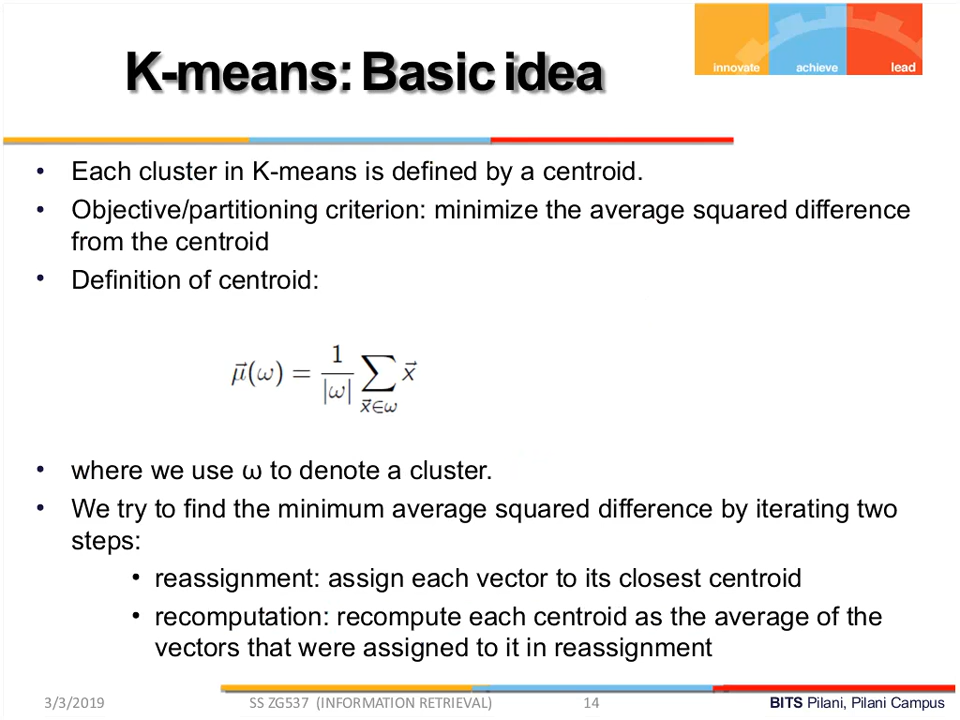 innovate achieve lead
K-means: Basic idea
• Each cluster in K-means is defined by a centroid.
• Objective/partitioning criterion: minimize the average squared difference
from the centroid
• Definition of centroid:
μ⃗(ω) = 1/|ω| ∑_{x⃗∈ω} x⃗
• where we use ω to denote a cluster.
• We try to find the minimum average squared difference by iterating two
steps:
• reassignment: assign each vector to its closest centroid
• recomputation: recompute each centroid as the average of the
vectors that were assigned to it in reassignment
3/3/2019 SS ZG537 (INFORMATION RETRIEVAL) 14 BITS Pilani, Pilani Campus